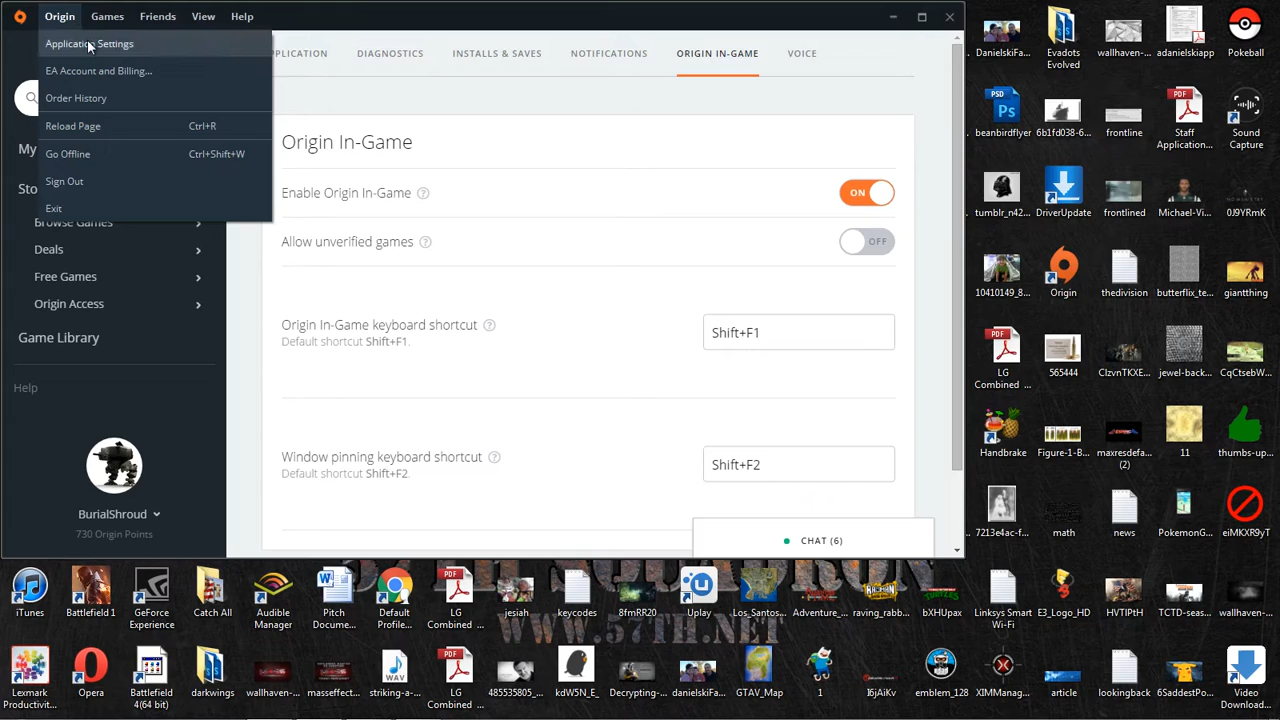 Origin Games Friends View Help
Application Settings
EA Account and Billing...
Order History
Reload Page Ctrl+R
Go Offline Ctrl+Shift+W
Sign Out
Exit
My
Sto
Browse Games
Deals
Free Games
Origin Access
Game Library
Help
BurialShroud
730 Origin Points
PPLICATION DIAGNOSTICS INSTALLS & SAVES NOTIFICATIONS ORIGIN IN-GAME VOICE
Origin In-Game
Enable Origin In-Game ? ON
Allow unverified games ? OFF
Origin In-Game keyboard shortcut ?
Default shortcut Shift+F1.
Shift+F1
Window pinning keyboard shortcut ?
Default shortcut Shift+F2.
Shift+F2
CHAT (6)
DanielskiFa... Evadots Evolved wallhaven-... adanielskiapp Pokeball
beanbirdflyer 6b1fd038-6... frontline Staff Application... Sound Capture
tumblr_n42... DriverUpdate frontlined Michael-Vi... 0J9YRmK
10410149_8... Origin thedivision butterflix_te... giantthing
LG Combined ... 565444 ClzvnTKXE... jewel-back... CqCtsebW...
Handbrake Figure-1-B... maxresdefa... (2) 11 thumbs-up...
7213e4ac-f... math news PokemonG... eiMKXR9yT
iTunes Battlefield 1 GeForce Experience Catch All Audible Manager Pitch Docume... Default Profile... LG Combined ... jesiah keycodes 8fmRR20 Uplay Los_Santos... Adventure_... raving_rabb... bXHUpax Linksys Smart Wi-Fi E3_Logo_HD HVTIPtH TCTD-seas... wallhaven-...
WWW.57TH.NET
Lexmark Productivit... Opera Battlefield 4(64 bit) darkwings wallhaven-... masseffect... LG Combined ... xdW5N_E_... Decrypting-... danielskiFa... GTAV_Map 1 I6jAiKv emblem_128 XIMManag... article lookingback 6SaddestPo... Video Download...